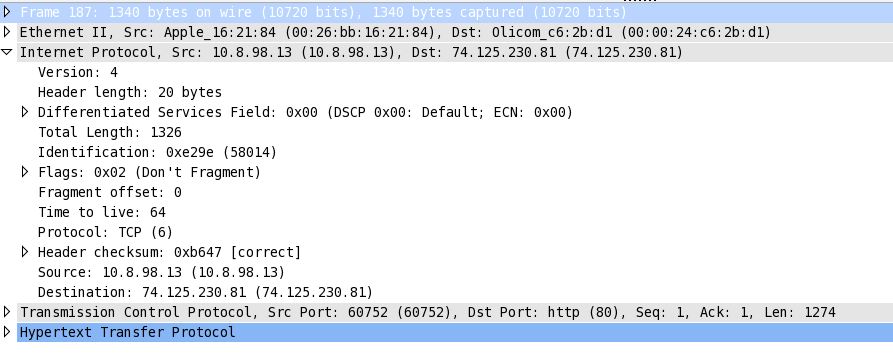 Frame 187: 1340 bytes on wire (10720 bits), 1340 bytes captured (10720 bits)
Ethernet II, Src: Apple_16:21:84 (00:26:bb:16:21:84), Dst: Olicom_c6:2b:d1 (00:00:24:c6:2b:d1)
Internet Protocol, Src: 10.8.98.13 (10.8.98.13), Dst: 74.125.230.81 (74.125.230.81)
Version: 4
Header length: 20 bytes
Differentiated Services Field: 0x00 (DSCP 0x00: Default; ECN: 0x00)
Total Length: 1326
Identification: 0xe29e (58014)
Flags: 0x02 (Don't Fragment)
Fragment offset: 0
Time to live: 64
Protocol: TCP (6)
Header checksum: 0xb647 [correct]
Source: 10.8.98.13 (10.8.98.13)
Destination: 74.125.230.81 (74.125.230.81)
Transmission Control Protocol, Src Port: 60752 (60752), Dst Port: http (80), Seq: 1, Ack: 1, Len: 1274
Hypertext Transfer Protocol